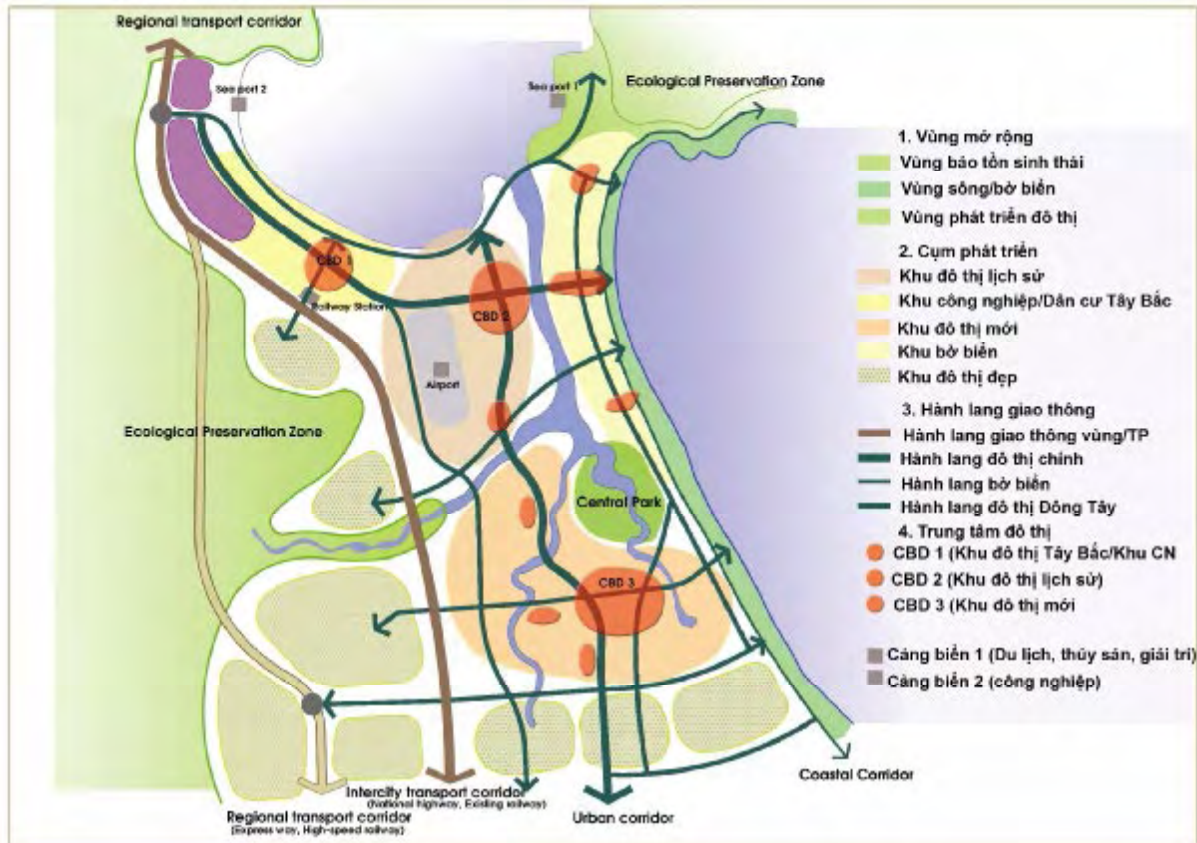 Regional transport corridor
Sea port 2
Sea port 1
Ecological Preservation Zone
CBD 1
Railway Station
CBD 2
Airport
Ecological Preservation Zone
Central Park
CBD 3
Coastal Corridor
Intercity transport corridor
(National highway, Existing railway)
Regional transport corridor
(Express way, High-speed railway)
Urban corridor
1. Vùng mở rộng
Vùng bảo tồn sinh thái
Vùng sông/bờ biển
Vùng phát triển đô thị
2. Cụm phát triển
Khu đô thị lịch sử
Khu công nghiệp/Dân cư Tây Bắc
Khu đô thị mới
Khu bờ biển
Khu đô thị đẹp
3. Hành lang giao thông
Hành lang giao thông vùng/TP
Hành lang đô thị chính
Hành lang bờ biển
Hành lang đô thị Đông Tây
4. Trung tâm đô thị
CBD 1 (Khu đô thị Tây Bắc/Khu CN
CBD 2 (Khu đô thị lịch sử)
CBD 3 (Khu đô thị mới
Cảng biển 1 (Du lịch, thủy sản, giải trí)
Cảng biển 2 (công nghiệp)